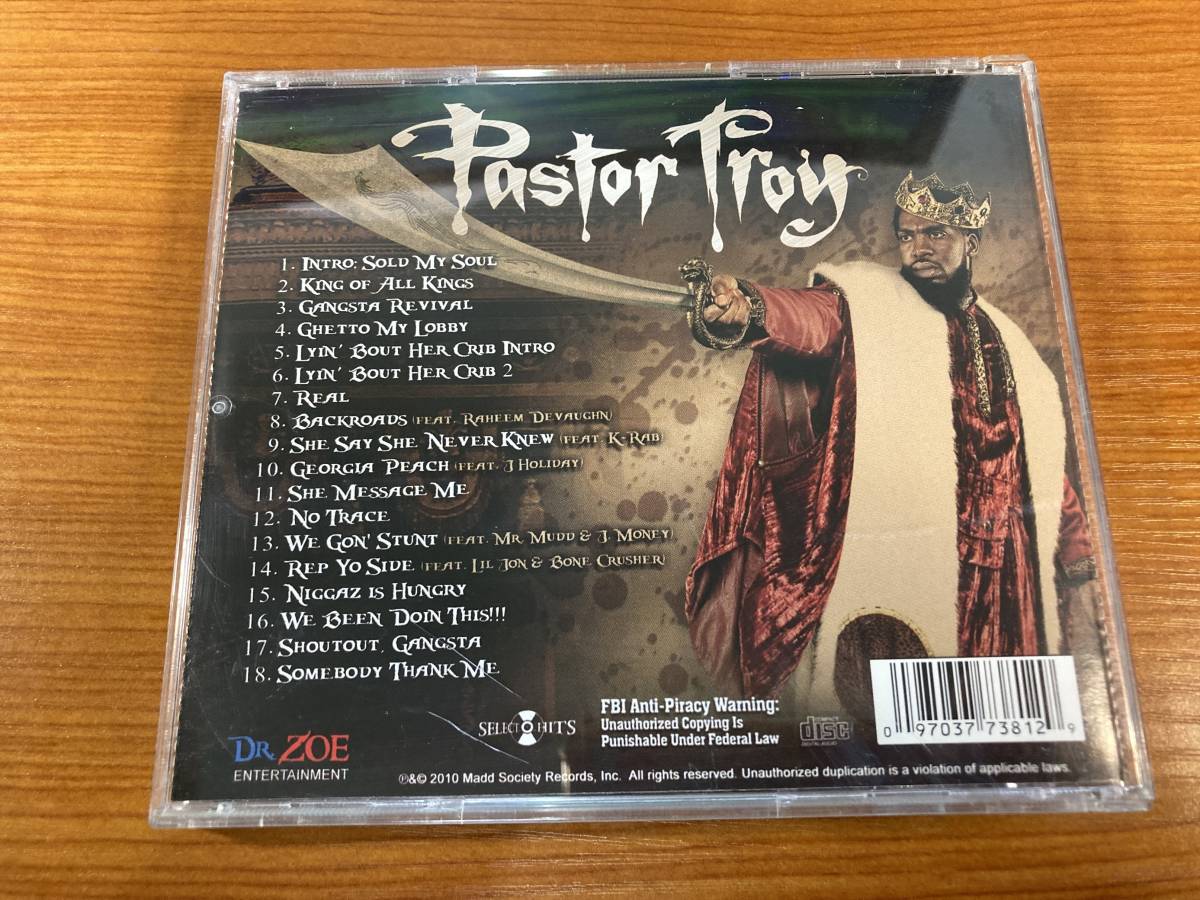 Pastor Troy
1. Intro: Sold My Soul
2. King of All Kings
3. Gangsta Revival
4. Ghetto My Lobby
5. Lyin' Bout Her Crib Intro
6. Lyin' Bout Her Crib 2
7. Real
8. Backroads (feat. Raheem Devaughn)
9. She Say She Never Knew (feat. K-Rab)
10. Georgia Peach (feat. J Holiday)
11. She Message Me
12. No Trace
13. We Gon' Stunt (feat. Mr. Mudd & J. Money)
14. Rep Yo Side (feat. Lil Jon & Bone Crusher)
15. Niggaz is Hungry
16. We Been Doin This!!!
17. Shoutout, Gangsta
18. Somebody Thank Me
DR. ZOE
ENTERTAINMENT
SELECT-O-HITS
FBI Anti-Piracy Warning:
Unauthorized Copying Is
Punishable Under Federal Law
COMPACT
disc
DIGITAL AUDIO
0 97037 73812 9
℗&© 2010 Madd Society Records, Inc. All rights reserved. Unauthorized duplication is a violation of applicable laws.